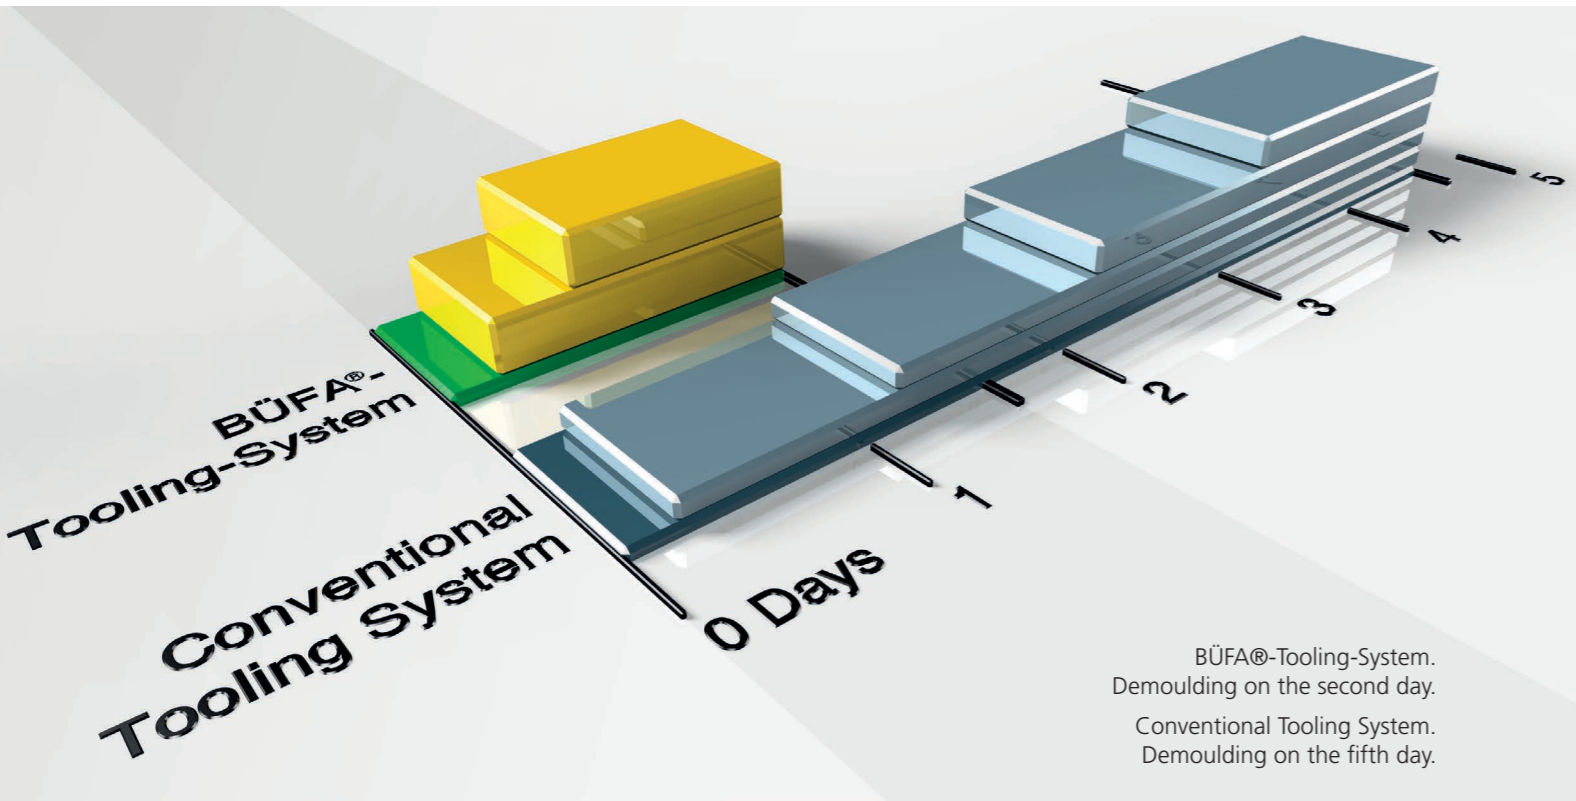 BÜFA®-
Tooling-System
Conventional
Tooling System
0 Days
1
2
3
4
5
BÜFA®-Tooling-System.
Demoulding on the second day.
Conventional Tooling System.
Demoulding on the fifth day.